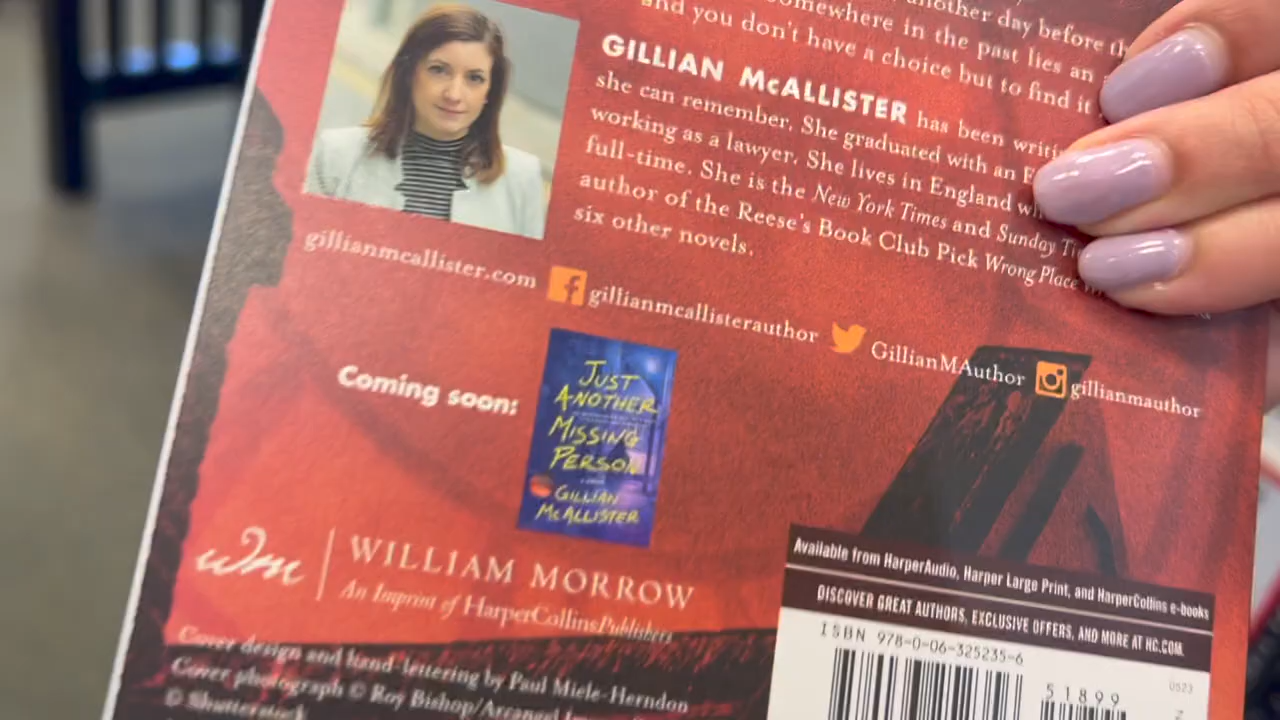 another day before th
omewhere in the past lies an
and you don't have a choice but to find it
GILLIAN McALLISTER has been writi
she can remember. She graduated with an E
working as a lawyer. She lives in England w
full-time. She is the New York Times and Sunday Ti
author of the Reese's Book Club Pick Wrong Place
six other novels.
gillianmcallister.com gillianmcallisterauthor GillianMAuthor gillianmauthor
Coming soon:
JUST
ANOTHER
MISSING
PERSON
GILLIAN
McALLISTER
wm WILLIAM MORROW
An Imprint of HarperCollinsPublishers
Cover design and hand-lettering by Paul Miele-Herndon
Cover photograph © Roy Bishop/Arcangel
© Shutterstock
Available from HarperAudio, Harper Large Print, and HarperCollins e-books
DISCOVER GREAT AUTHORS, EXCLUSIVE OFFERS, AND MORE AT HC.COM.
ISBN 978-0-06-325235-6
51899
0523